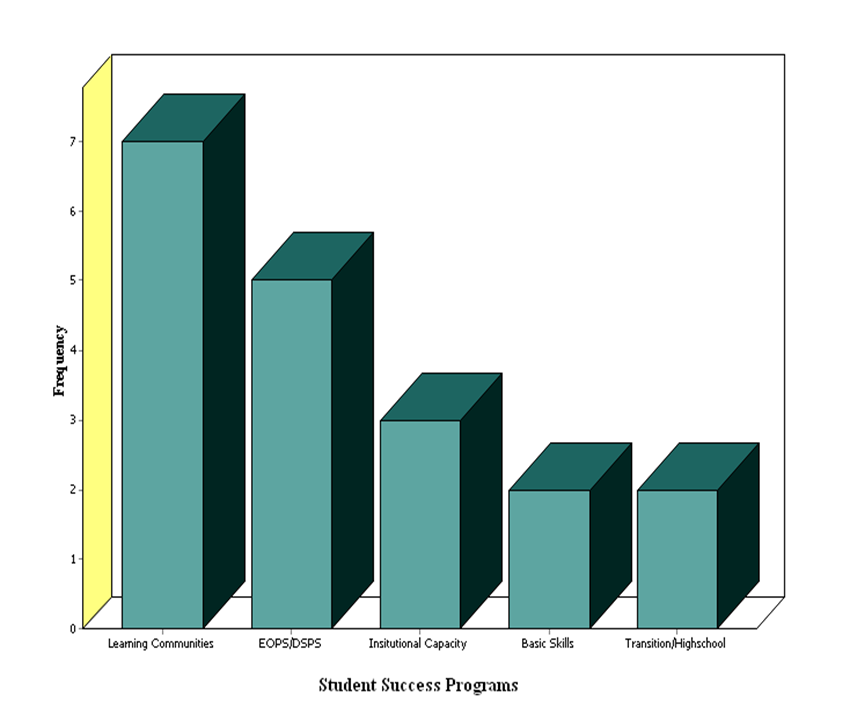 7
6
5
4
3
2
1
0
Frequency
Learning Communities
EOPS/DSPS
Insitutional Capacity
Basic Skills
Transition/Highschool
Student Success Programs